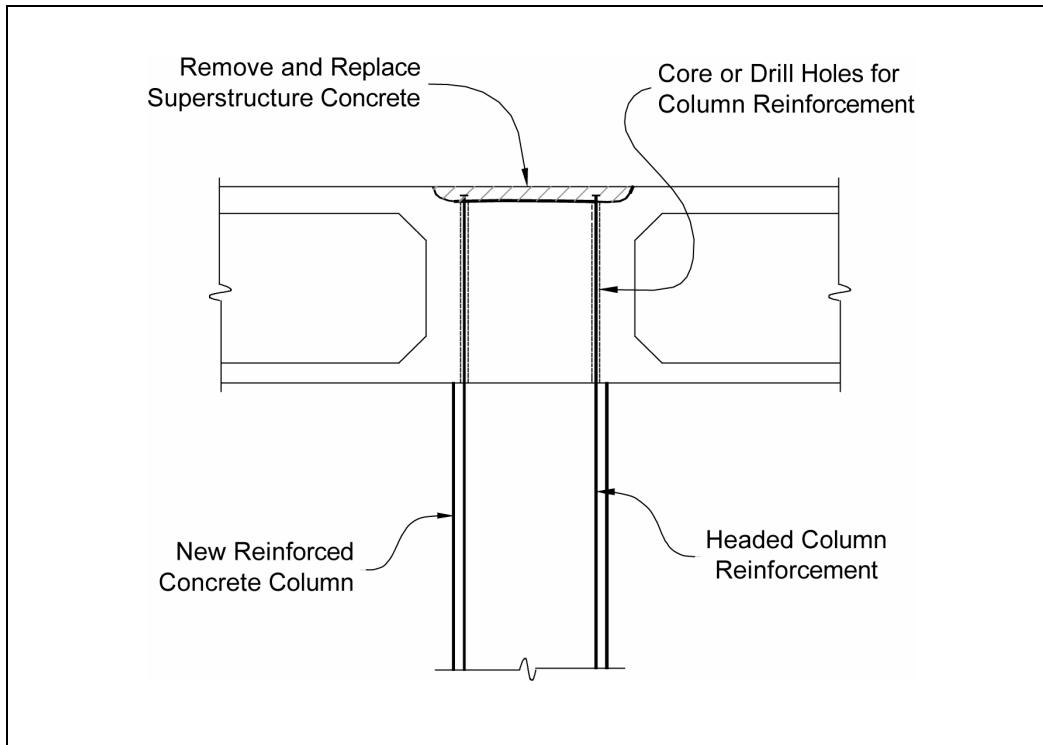 Remove and Replace
Superstructure Concrete
Core or Drill Holes for
Column Reinforcement
New Reinforced
Concrete Column
Headed Column
Reinforcement